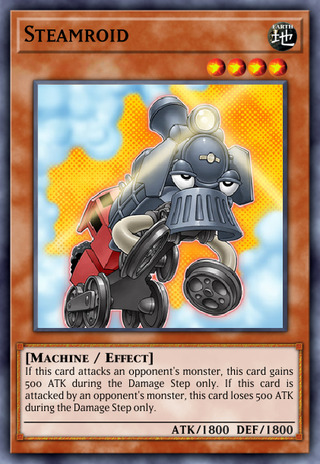 Steamroid
EARTH
地
[Machine / Effect]
If this card attacks an opponent's monster, this card gains
500 ATK during the Damage Step only. If this card is
attacked by an opponent's monster, this card loses 500 ATK
during the Damage Step only.
ATK/1800 DEF/1800